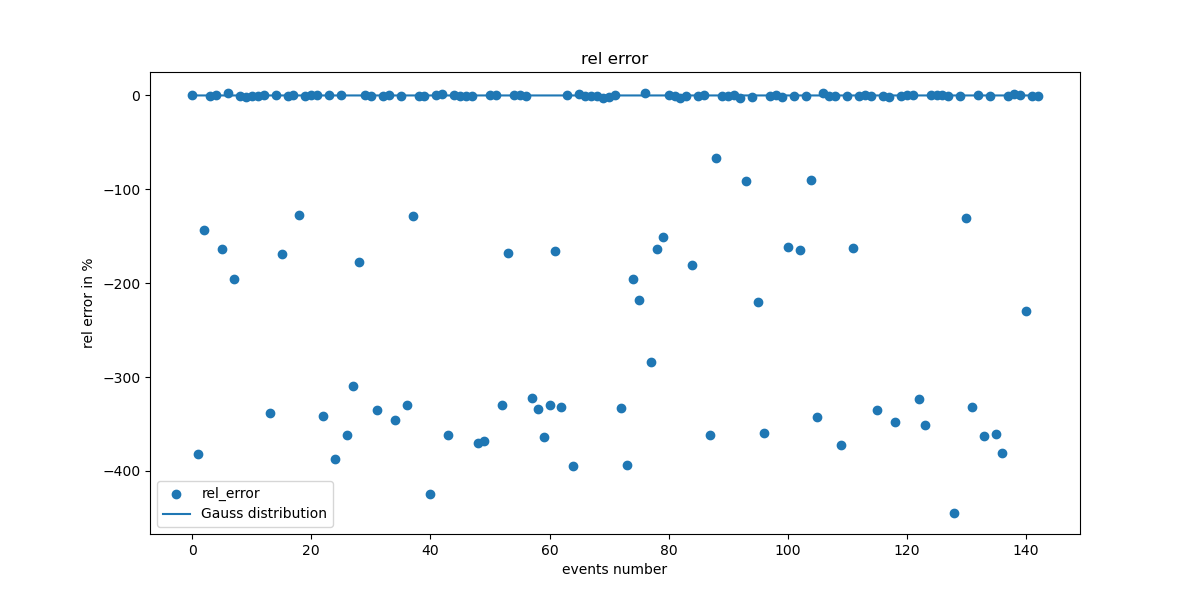 rel error
0
−100
−200
−300
−400
rel error in %
rel_error
Gauss distribution
0 20 40 60 80 100 120 140
events number